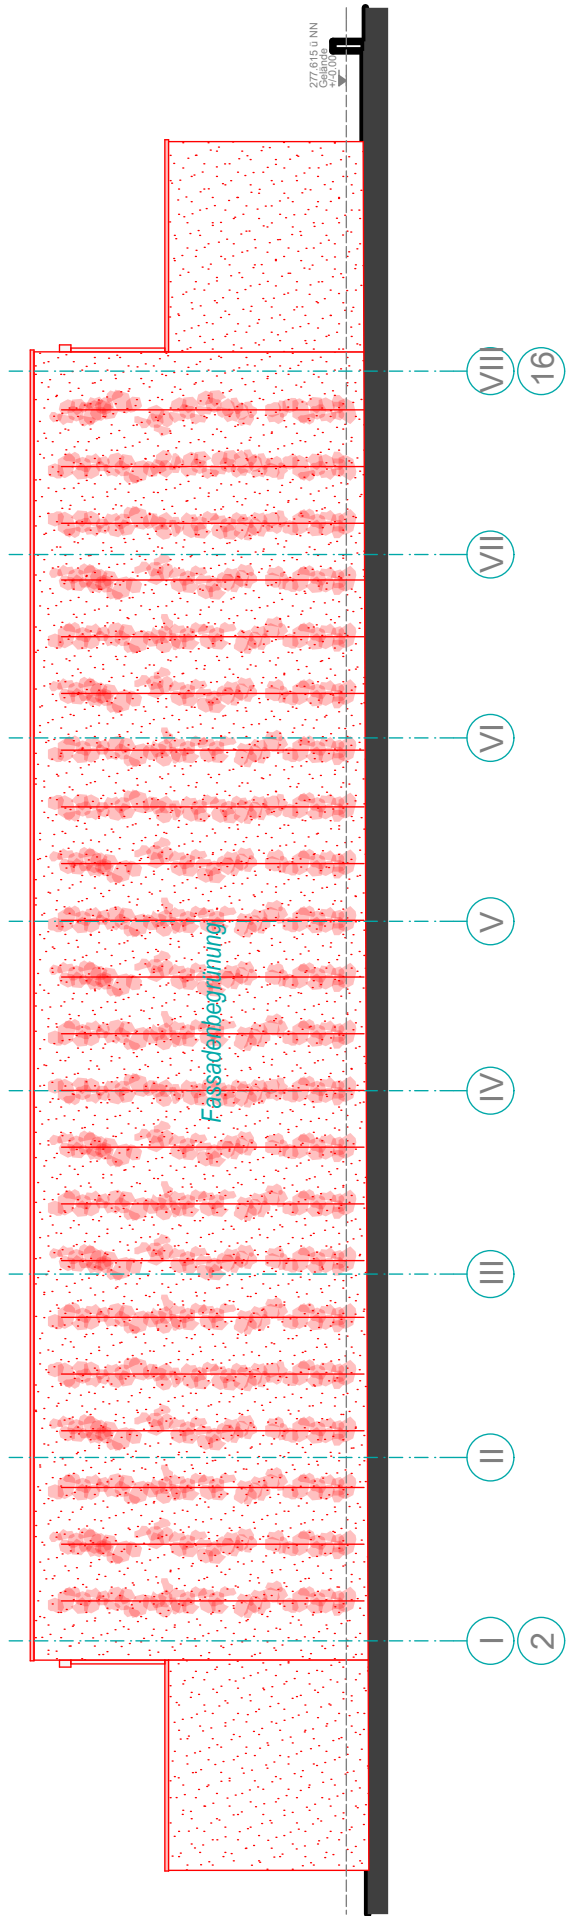 277,615 ü NN
Gelände
+/-0.00
Fassadenbegrünung
I
II
III
IV
V
VI
VII
VIII
2
16